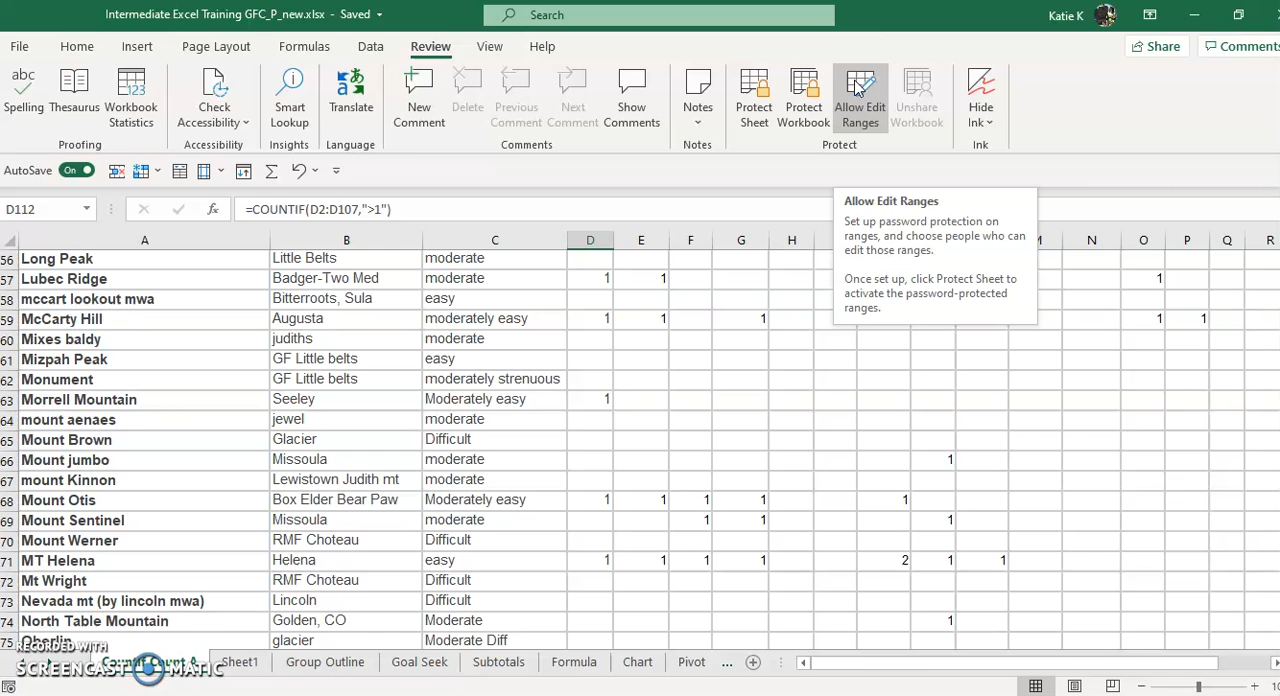 Intermediate Excel Training GFC_P_new.xlsx - Saved
Search
Katie K
File Home Insert Page Layout Formulas Data Review View Help
Share Comments
Spelling Thesaurus Workbook Statistics
Check Accessibility
Smart Lookup
Translate
New Comment Delete Previous Comment Next Comment Show Comments
Notes
Protect Sheet Protect Workbook Allow Edit Ranges Unshare Workbook
Hide Ink
Proofing Accessibility Insights Language Comments Notes Protect Ink
AutoSave On
D112 fx =COUNTIF(D2:D107,">1")
Allow Edit Ranges
Set up password protection on
ranges, and choose people who can
edit those ranges.
Once set up, click Protect Sheet to
activate the password-protected
ranges.
A B C D E F G H M N O P Q R
56 Long Peak Little Belts moderate
57 Lubec Ridge Badger-Two Med moderate 1 1 1
58 mccart lookout mwa Bitterroots, Sula easy
59 McCarty Hill Augusta moderately easy 1 1 1 1 1
60 Mixes baldy judiths moderate
61 Mizpah Peak GF Little belts easy
62 Monument GF Little belts moderately strenuous
63 Morrell Mountain Seeley Moderately easy 1
64 mount aenaes jewel moderate
65 Mount Brown Glacier Difficult
66 Mount jumbo Missoula moderate 1
67 mount Kinnon Lewistown Judith mt moderate
68 Mount Otis Box Elder Bear Paw Moderately easy 1 1 1 1 1
69 Mount Sentinel Missoula moderate 1 1 1
70 Mount Werner RMF Choteau Difficult
71 MT Helena Helena easy 1 1 1 1 2 1 1
72 Mt Wright RMF Choteau Difficult
73 Nevada mt (by lincoln mwa) Lincoln Difficult
74 North Table Mountain Golden, CO Moderate 1
75 Oberlin glacier Moderate Diff
RECORDED WITH
SCREENCAST MATIC
Sheet1 Group Outline Goal Seek Subtotals Formula Chart Pivot ...